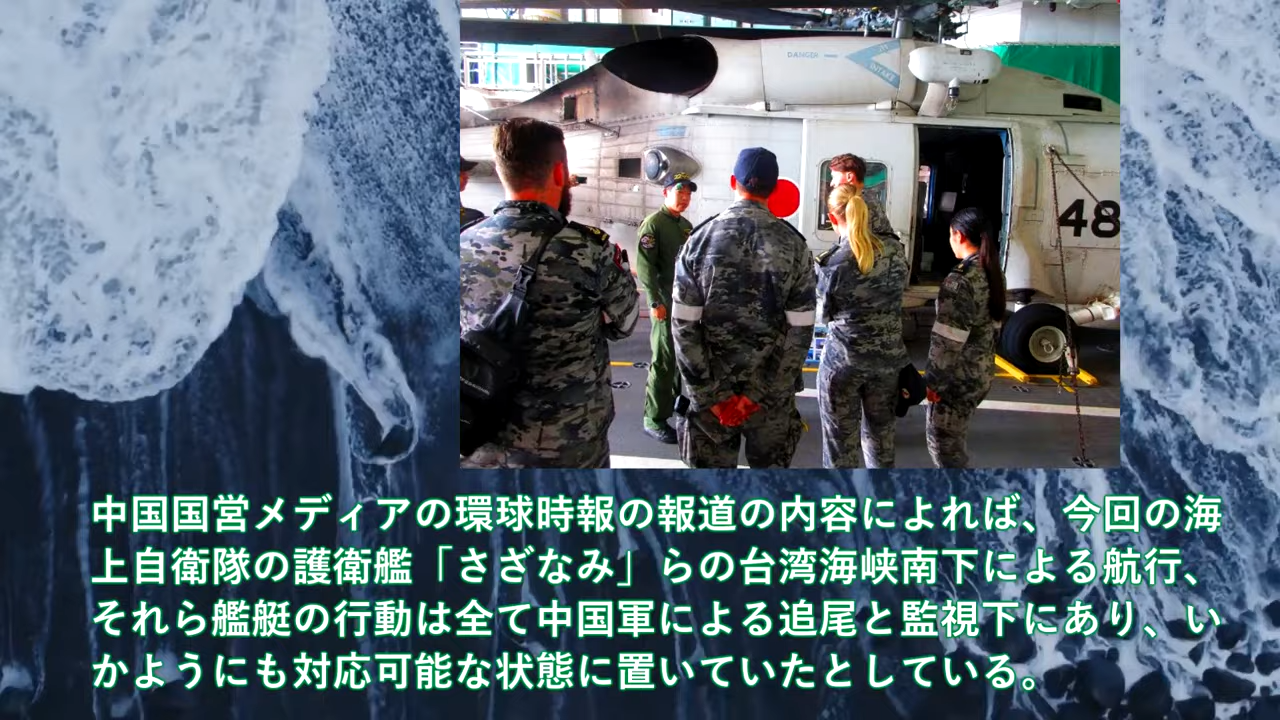 DANGER
JET
INTAKE
48
中国国営メディアの環球時報の報道の内容によれば、今回の海
上自衛隊の護衛艦「さざなみ」らの台湾海峡南下による航行、
それら艦艇の行動は全て中国軍による追尾と監視下にあり、い
かようにも対応可能な状態に置いていたとしている。